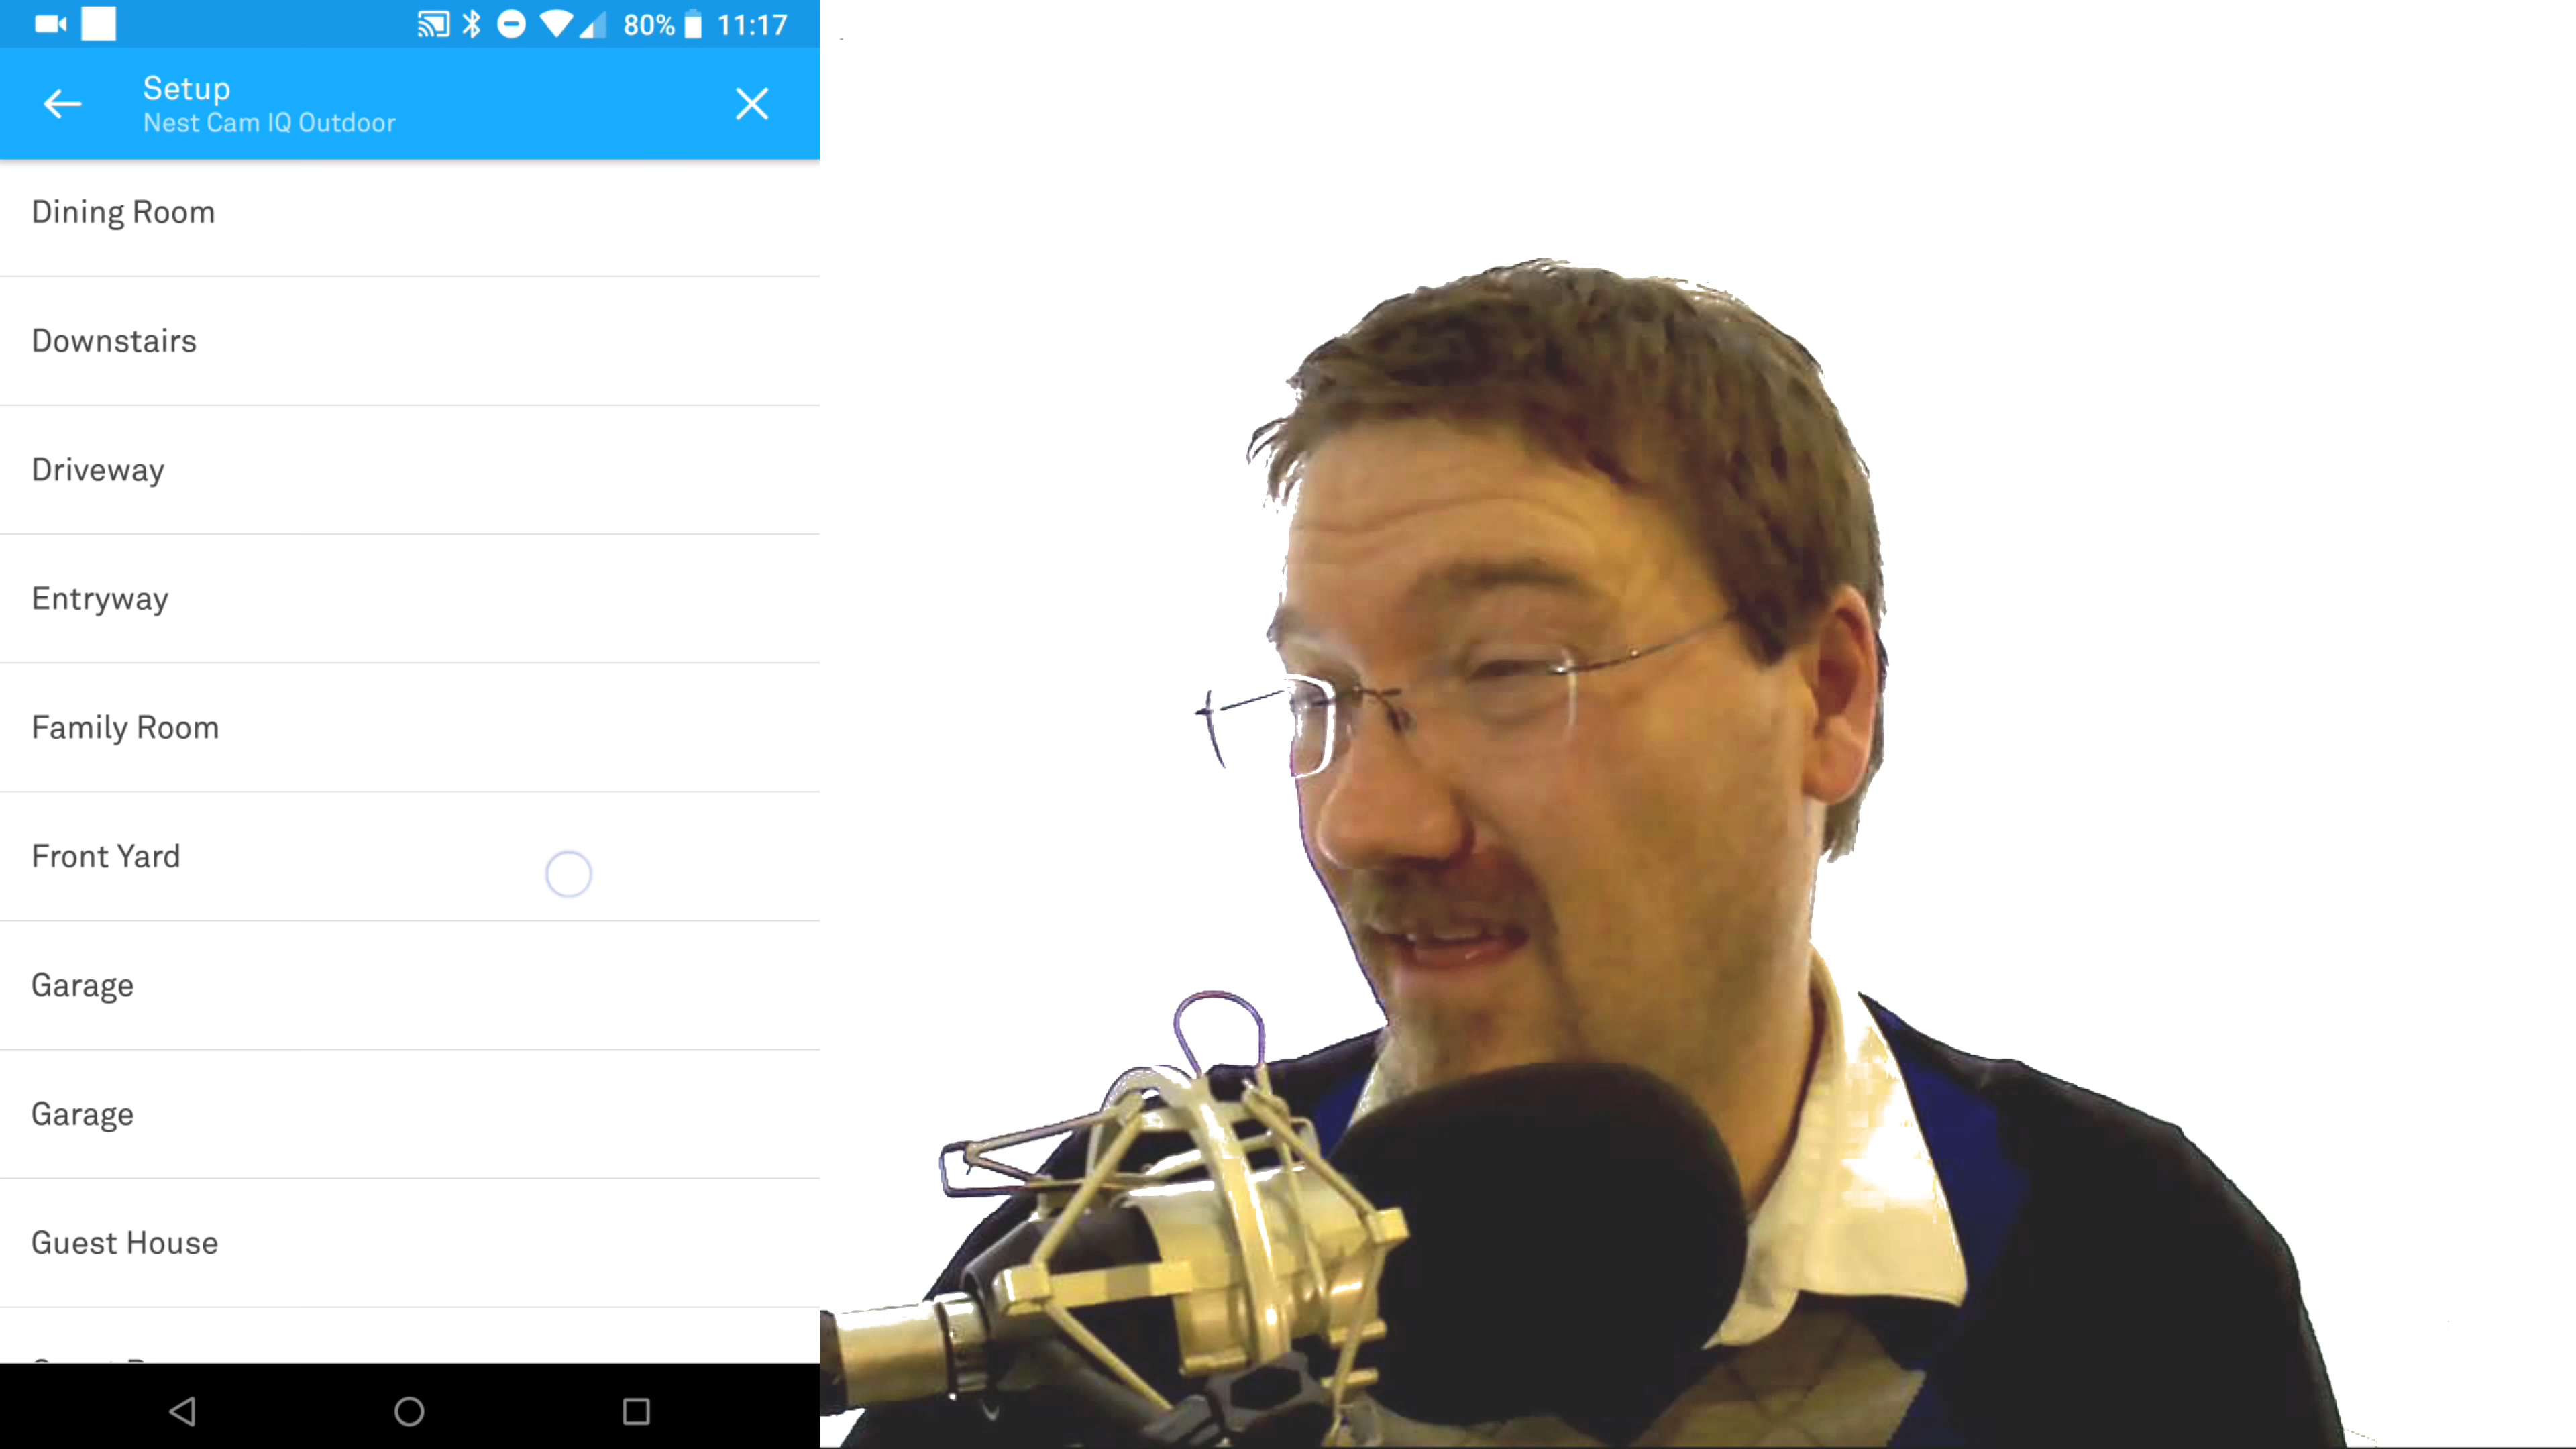 80% 11:17
Setup
Nest Cam IQ Outdoor
Dining Room
Downstairs
Driveway
Entryway
Family Room
Front Yard
Garage
Garage
Guest House